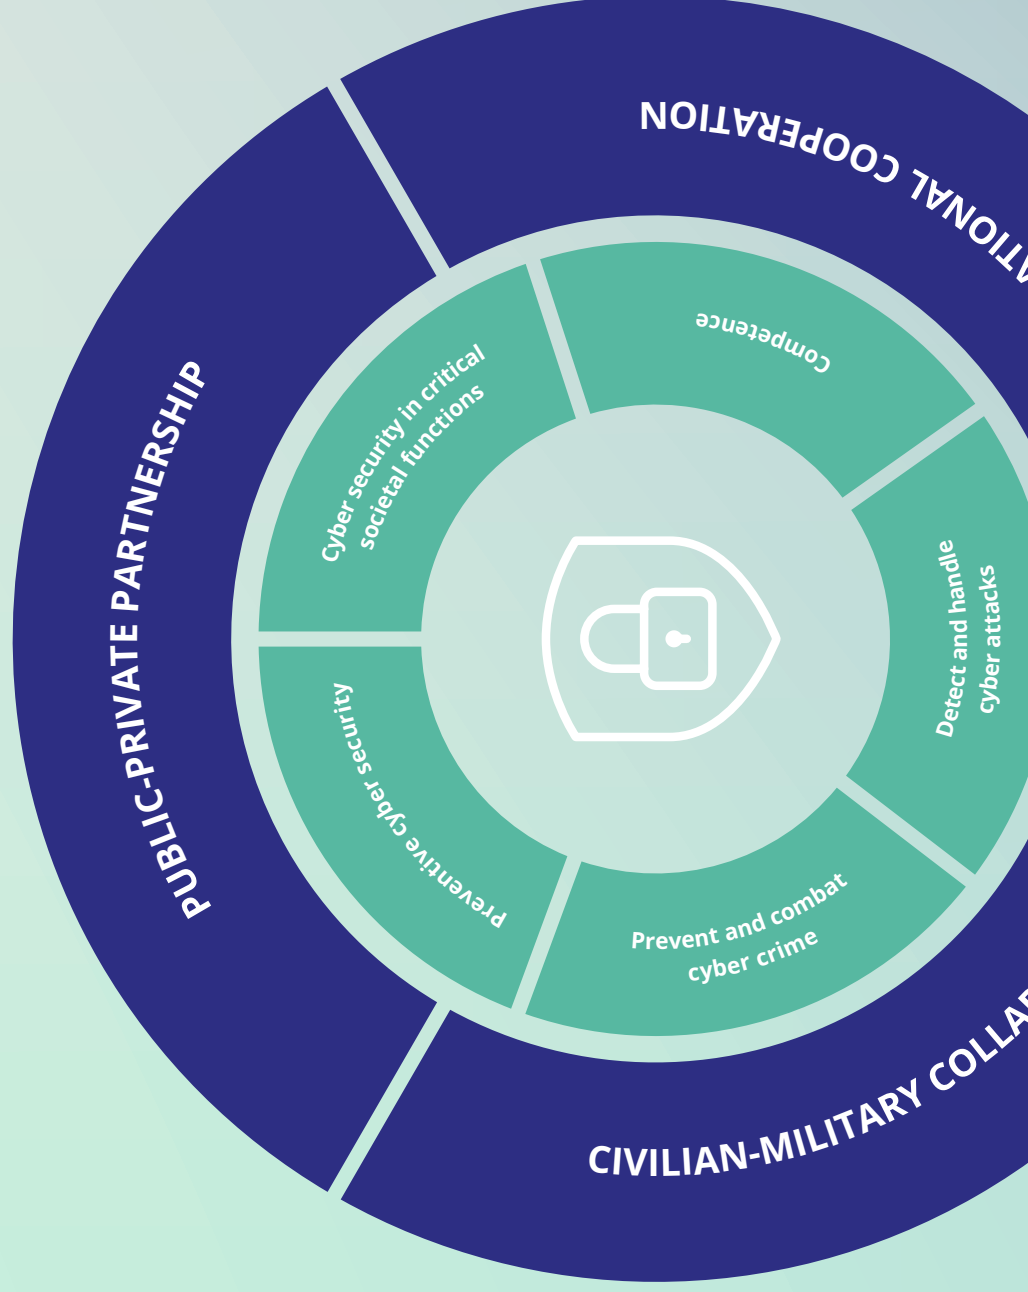 PUBLIC-PRIVATE PARTNERSHIP
ATIONAL COOPERATION
CIVILIAN-MILITARY COLLA
Cyber security in critical
societal functions
Competence
Detect and handle
cyber attacks
Prevent and combat
cyber crime
Preventive cyber security